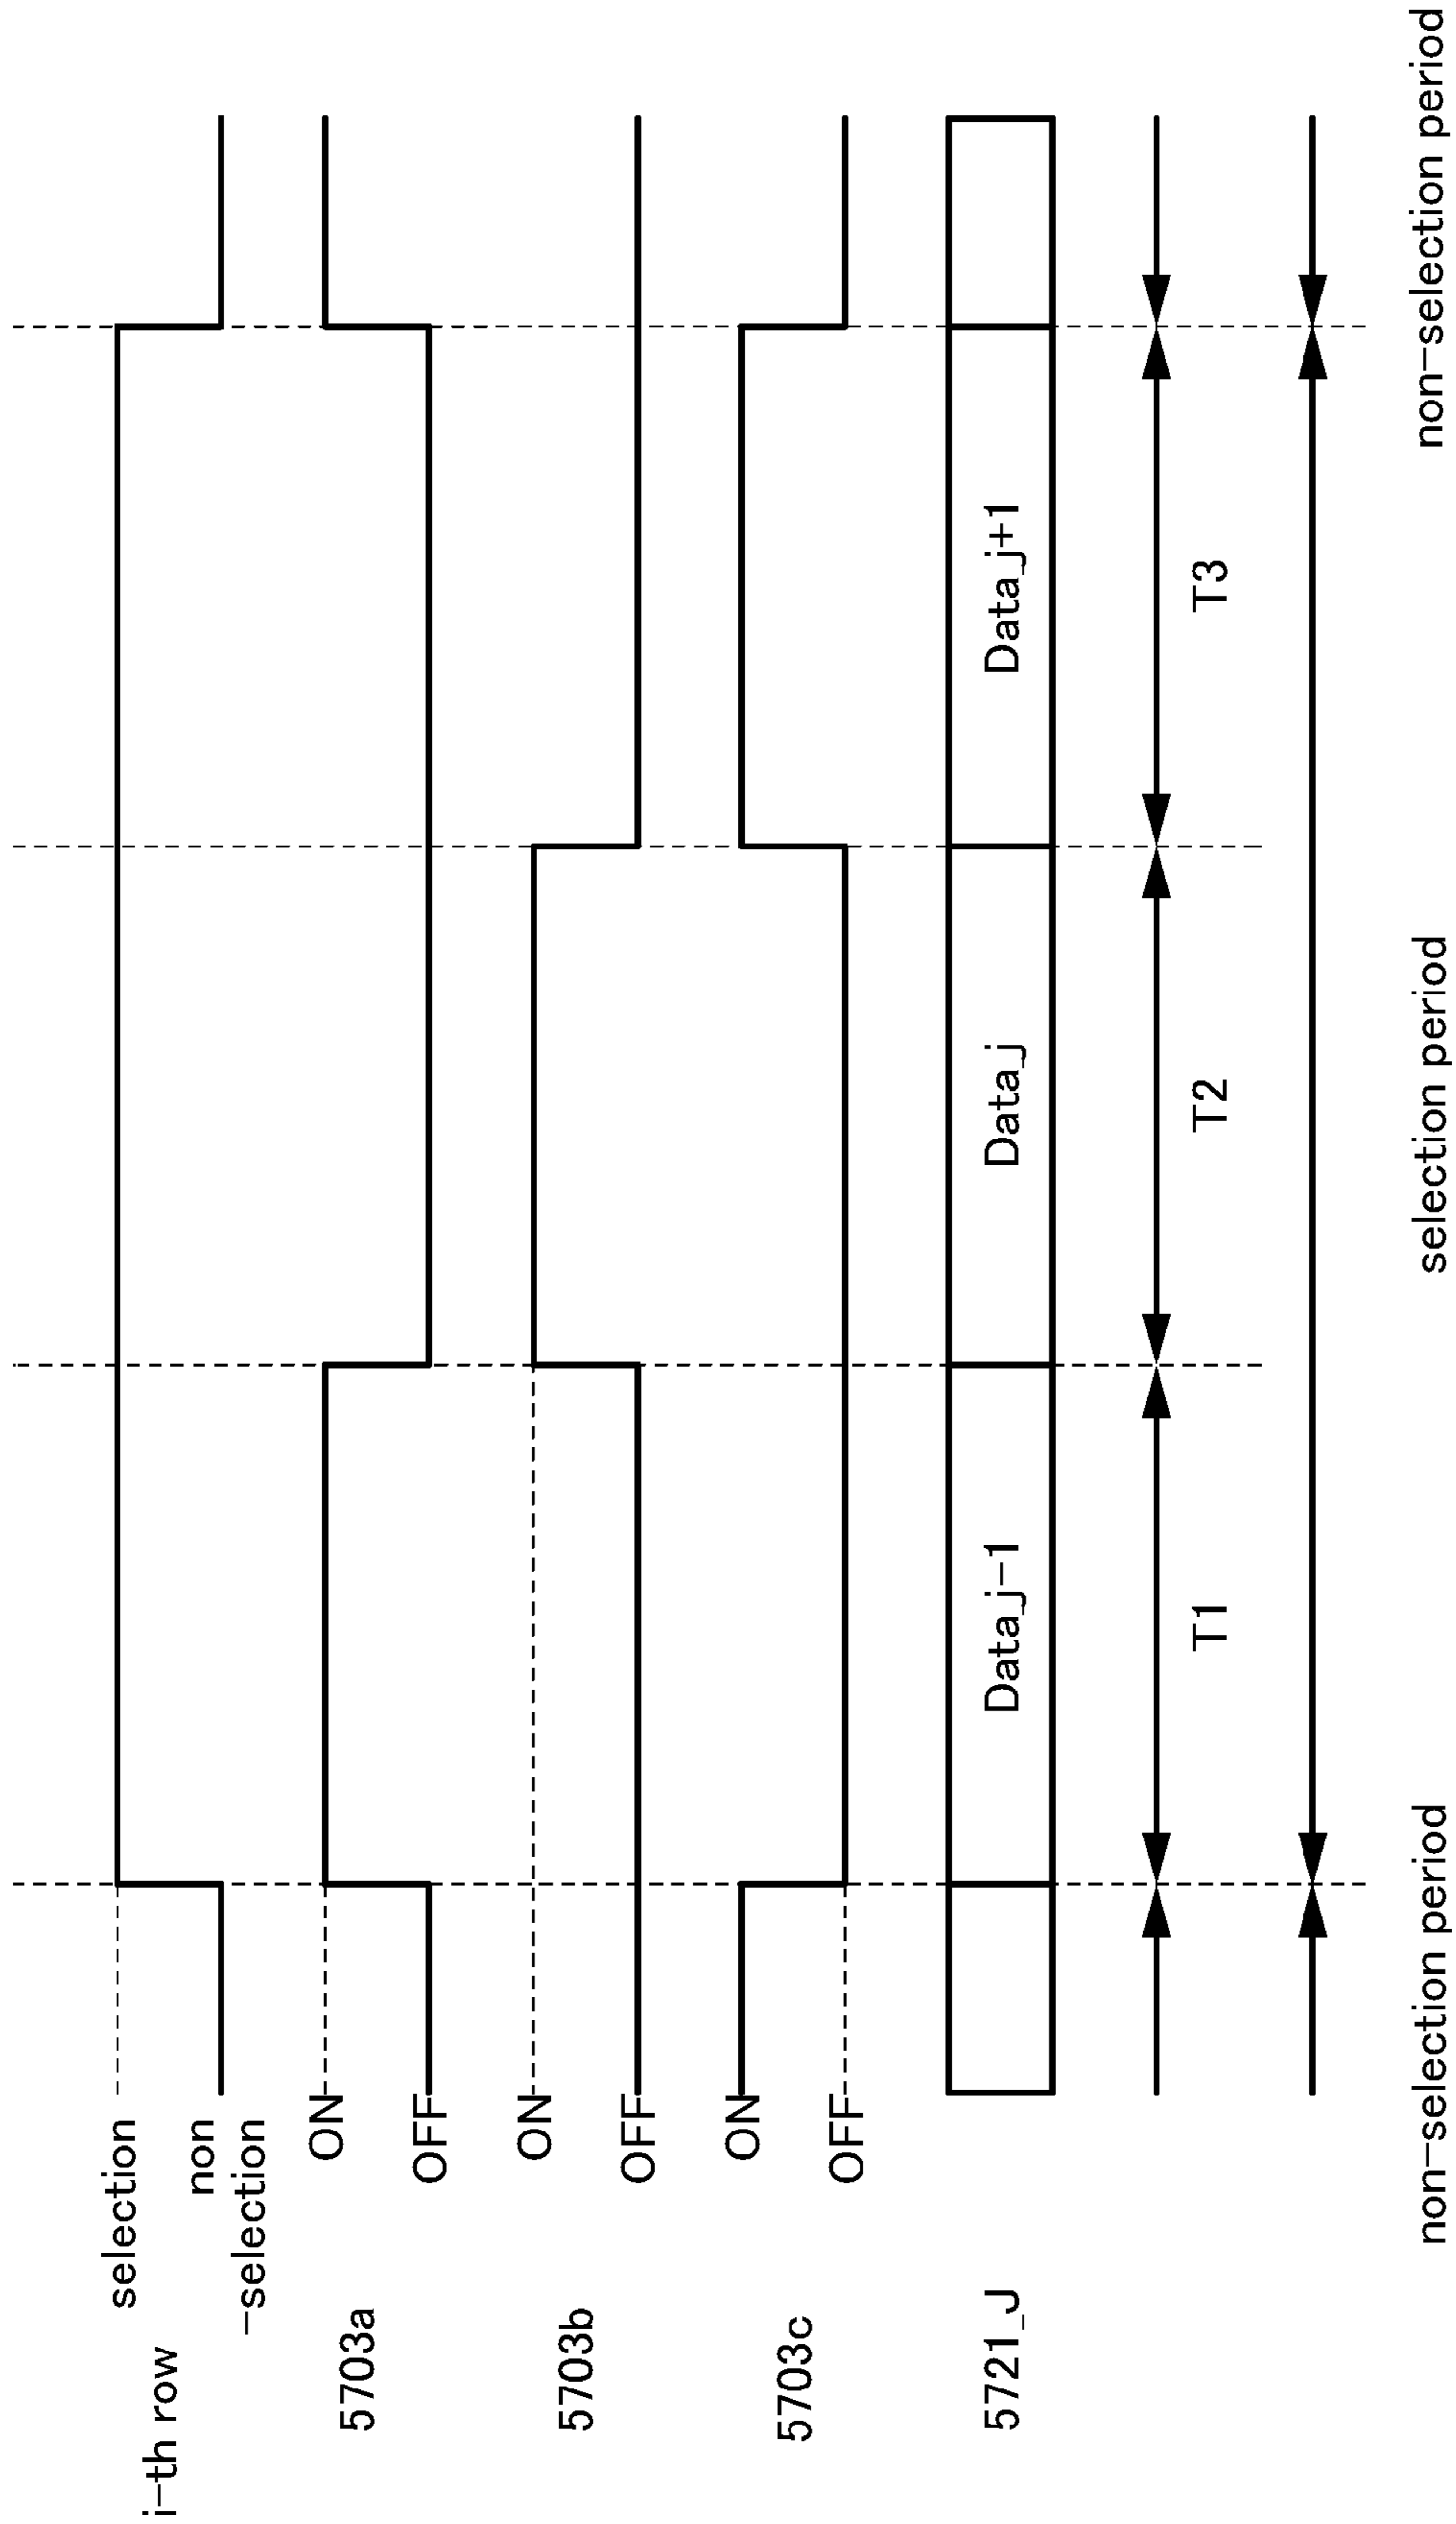 i-th row
selection
non
-selection
5703a
ON
OFF
5703b
ON
OFF
5703c
ON
OFF
5721_J
Data_j-1
Data_j
Data_j+1
T1
T2
T3
non-selection period
selection period
non-selection period